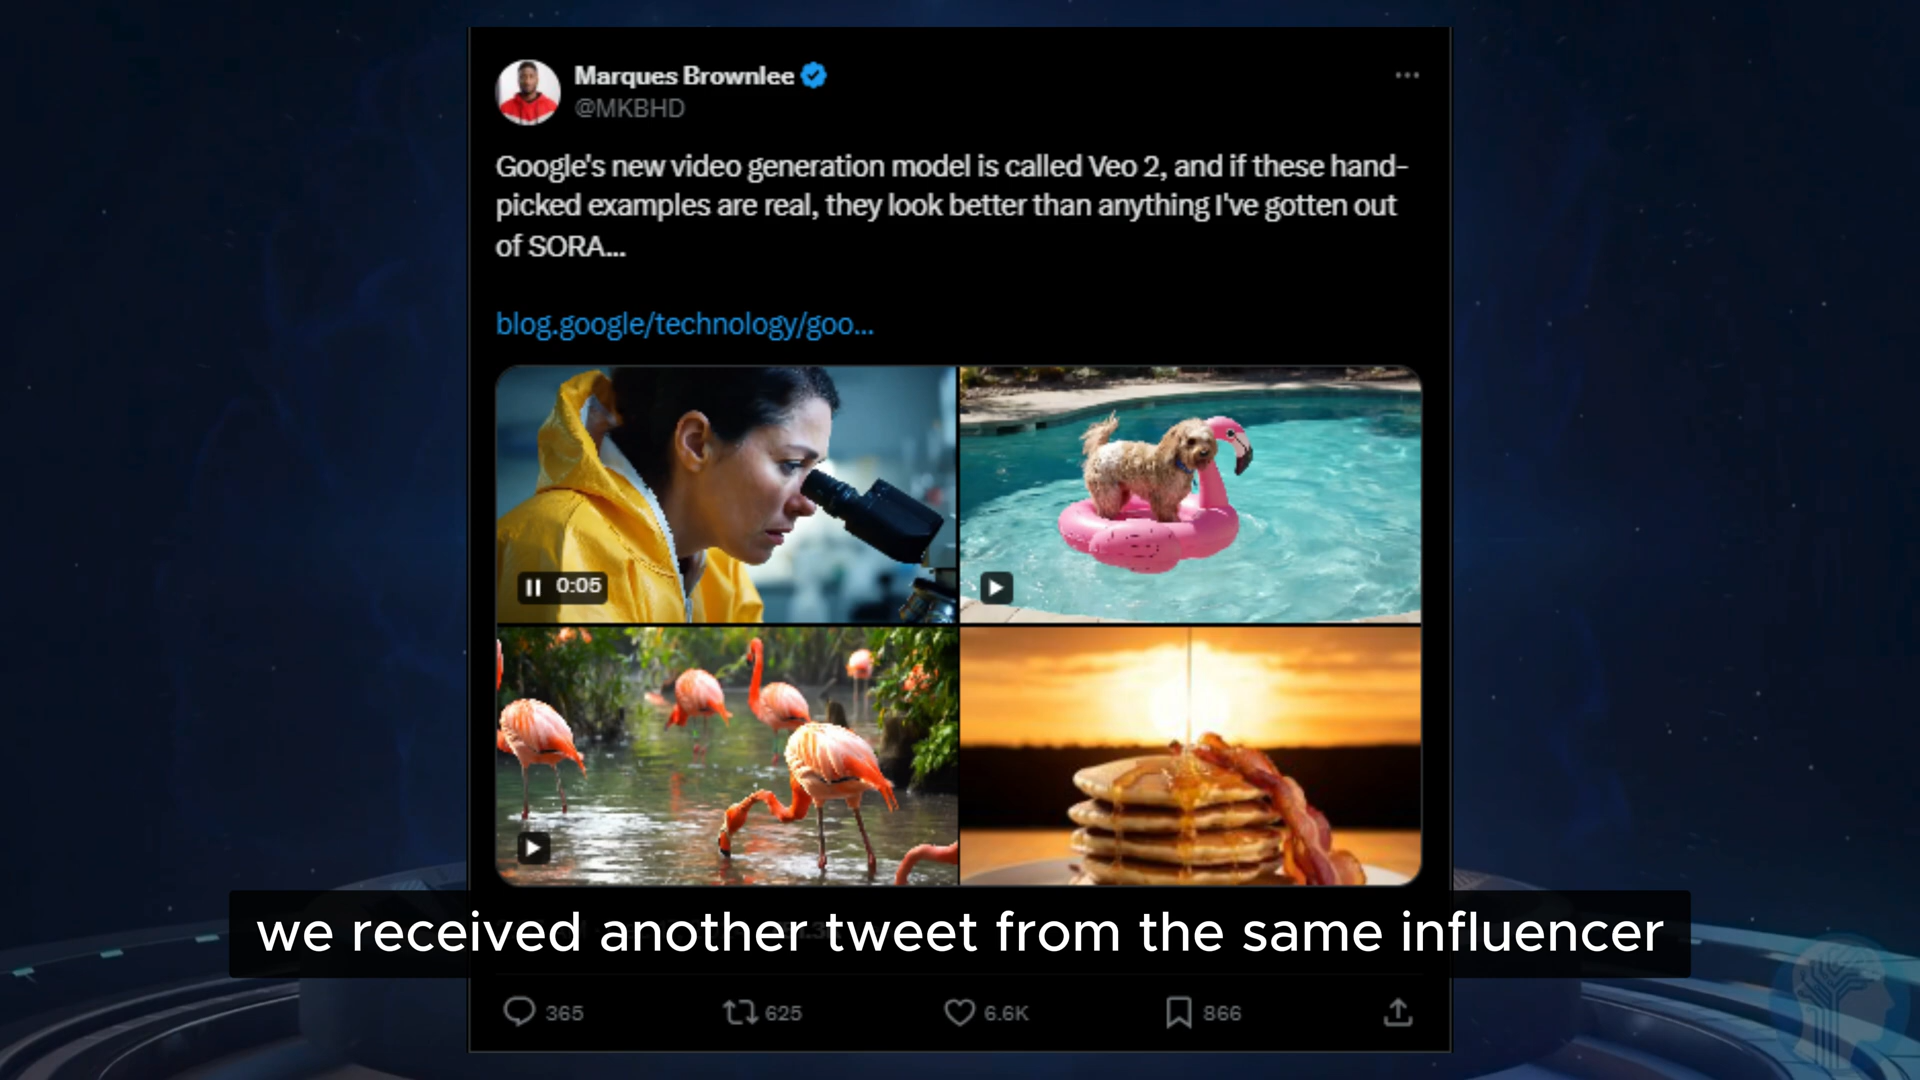 Marques Brownlee
@MKBHD
Google's new video generation model is called Veo 2, and if these hand-
picked examples are real, they look better than anything I've gotten out
of SORA...
blog.google/technology/goo...
0:05
we received another tweet from the same influencer
365 625 6.6K 866